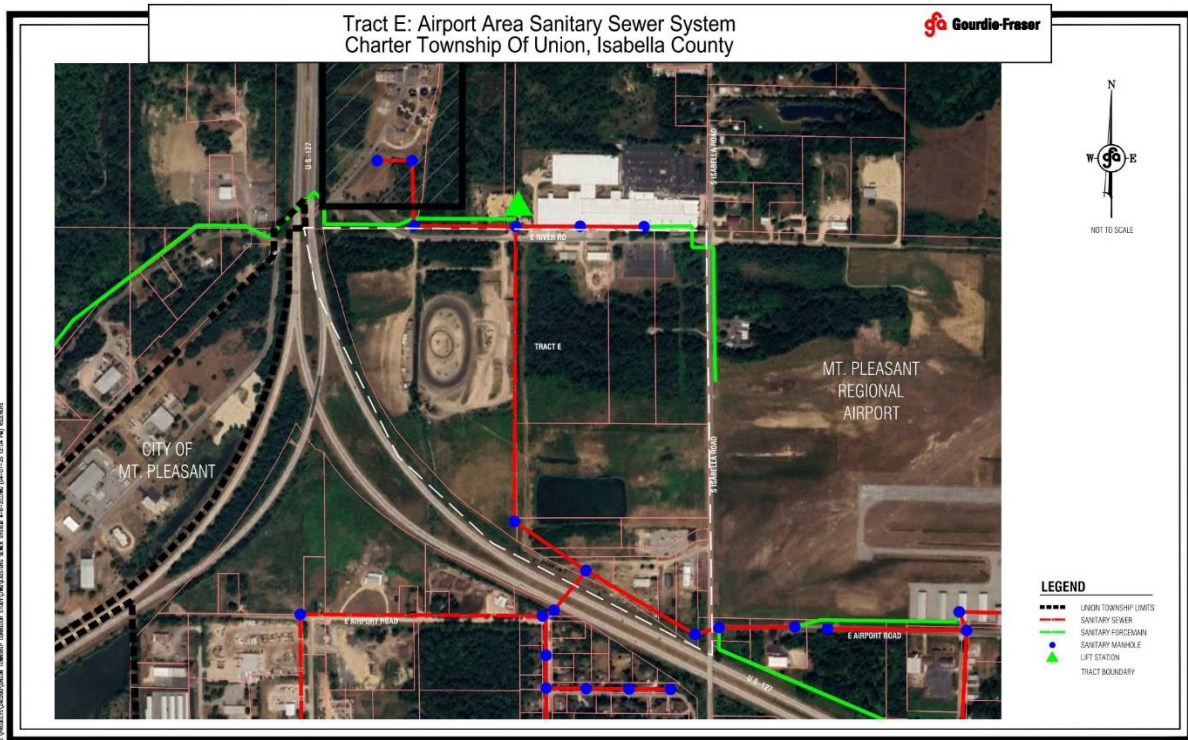 Tract E: Airport Area Sanitary Sewer System
Charter Township Of Union, Isabella County
gfa Gourdie-Fraser
N
W gfa E
NOT TO SCALE
U.S.-127
S ISABELLA ROAD
E RIVER RD
TRACT E
MT. PLEASANT
REGIONAL
AIRPORT
CITY OF
MT. PLEASANT
S ISABELLA ROAD
E AIRPORT ROAD
E AIRPORT ROAD
U.S.-127
LEGEND
UNION TOWNSHIP LIMITS
SANITARY SEWER
SANITARY FORCEMAIN
SANITARY MANHOLE
LIFT STATION
TRACT BOUNDARY